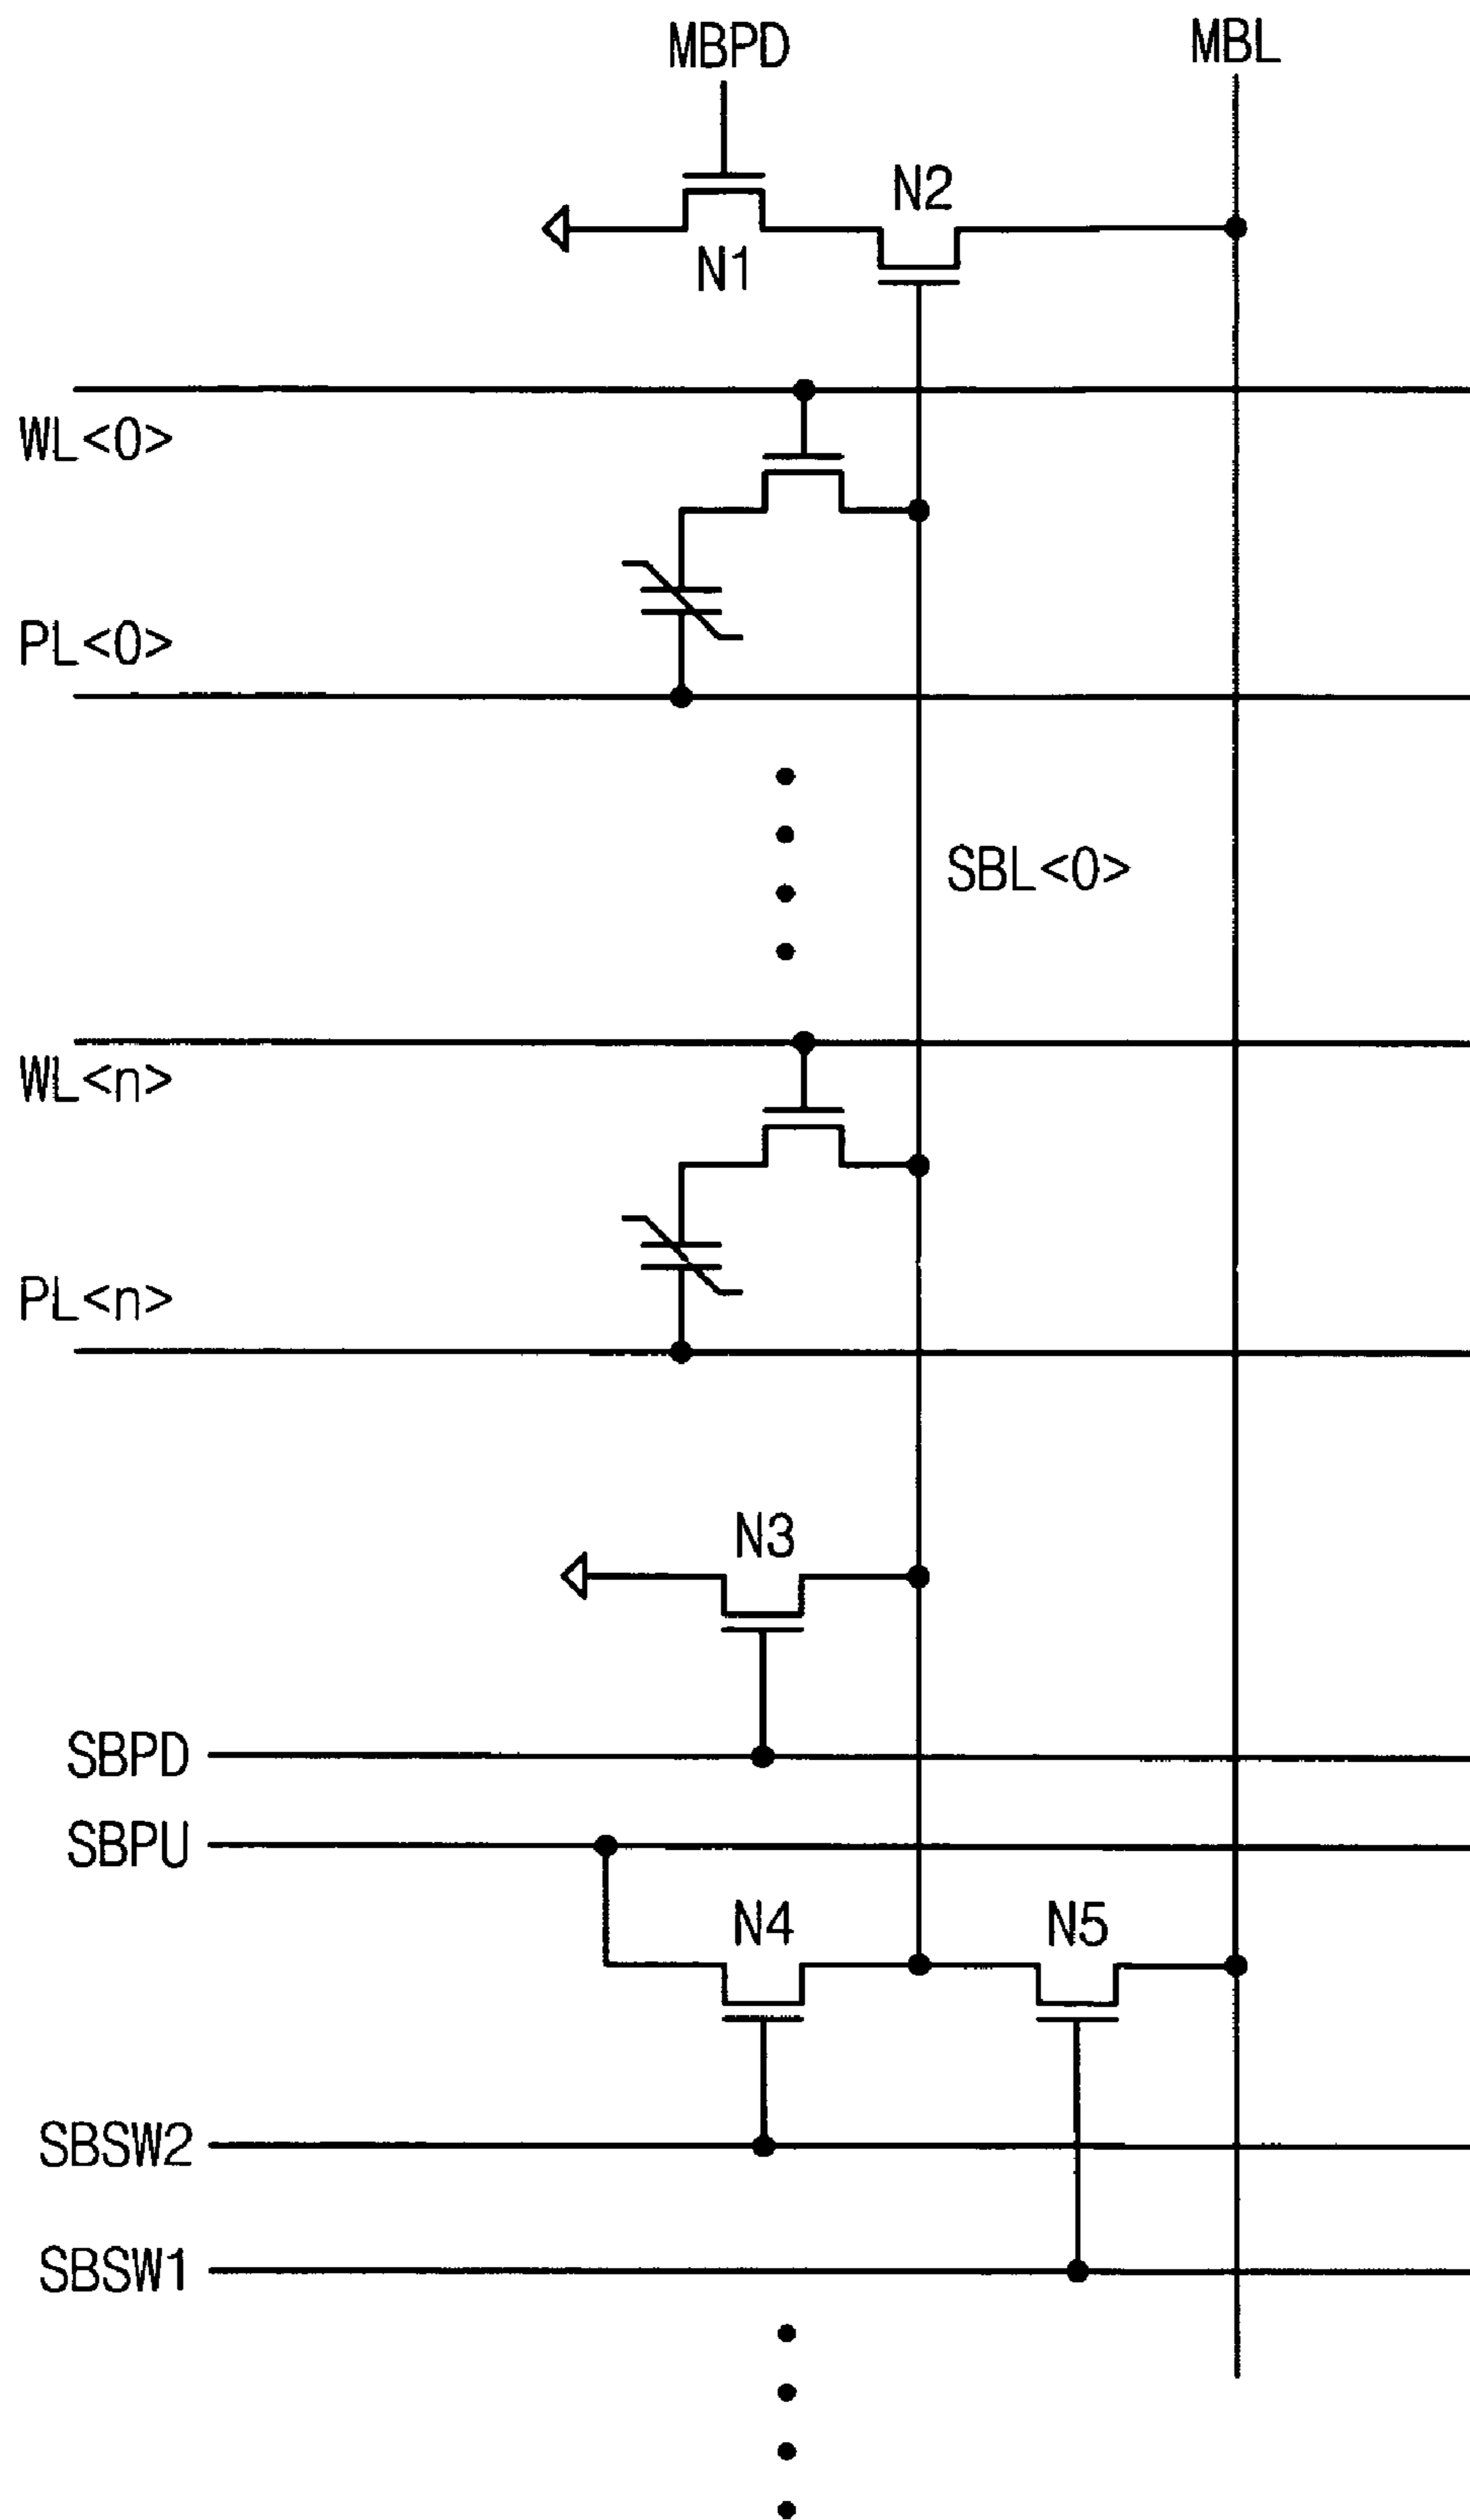 MBPD
MBL
N2
N1
WL<0>
PL<0>
SBL<0>
WL<n>
PL<n>
N3
SBPD
SBPU
N4
N5
SBSW2
SBSW1